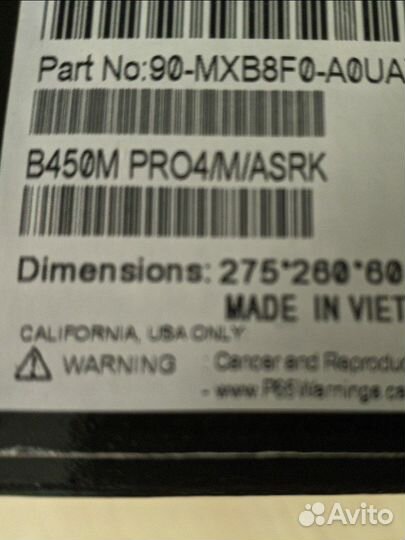 Part No:90-MXB8F0-A0UA
B450M PRO4/M/ASRK
Dimensions: 275*260*60
MADE IN VIET
CALIFORNIA, USA ONLY
WARNING : Cancer and Reproduc
- www.P65Warnings.ca
Avito